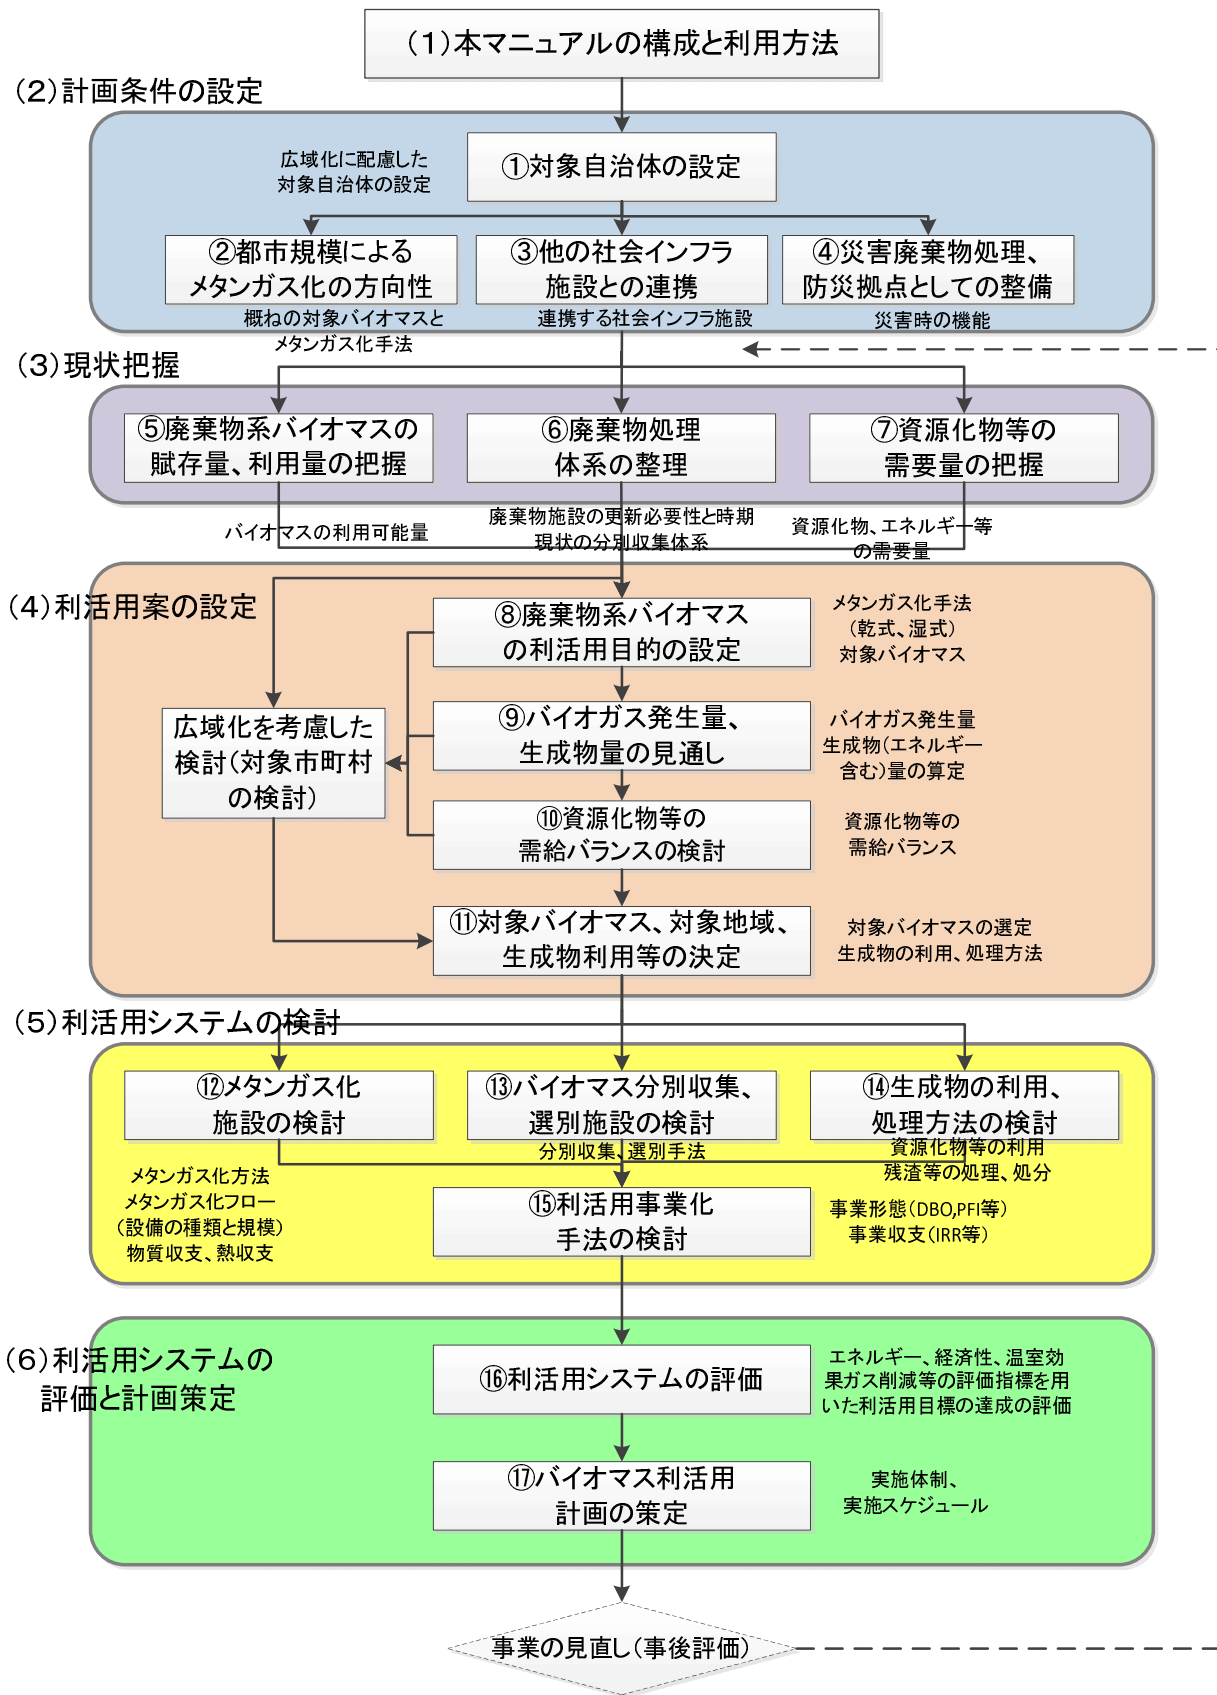 （１）本マニュアルの構成と利用方法
（２）計画条件の設定
①対象自治体の設定
広域化に配慮した
対象自治体の設定
②都市規模による
メタンガス化の方向性
③他の社会インフラ
施設との連携
④災害廃棄物処理、
防災拠点としての整備
概ねの対象バイオマスと
メタンガス化手法
連携する社会インフラ施設
災害時の機能
（３）現状把握
⑤廃棄物系バイオマスの
賦存量、利用量の把握
⑥廃棄物処理
体系の整理
⑦資源化物等の
需要量の把握
バイオマスの利用可能量
廃棄物施設の更新必要性と時期
現状の分別収集体系
資源化物、エネルギー等
の需要量
（４）利活用案の設定
⑧廃棄物系バイオマス
の利活用目的の設定
メタンガス化手法
（乾式、湿式）
対象バイオマス
広域化を考慮した
検討（対象市町村
の検討）
⑨バイオガス発生量、
生成物量の見通し
バイオガス発生量
生成物（エネルギー
含む）量の算定
⑩資源化物等の
需給バランスの検討
資源化物等の
需給バランス
⑪対象バイオマス、対象地域、
生成物利用等の決定
対象バイオマスの選定
生成物の利用、処理方法
（５）利活用システムの検討
⑫メタンガス化
施設の検討
⑬バイオマス分別収集、
選別施設の検討
⑭生成物の利用、
処理方法の検討
分別収集、選別手法
資源化物等の利用
残渣等の処理、処分
メタンガス化方法
メタンガス化フロー
（設備の種類と規模）
物質収支、熱収支
⑮利活用事業化
手法の検討
事業形態（DBO,PFI等）
事業収支（IRR等）
（６）利活用システムの
評価と計画策定
⑯利活用システムの評価
エネルギー、経済性、温室効
果ガス削減等の評価指標を用
いた利活用目標の達成の評価
⑰バイオマス利活用
計画の策定
実施体制、
実施スケジュール
事業の見直し（事後評価）